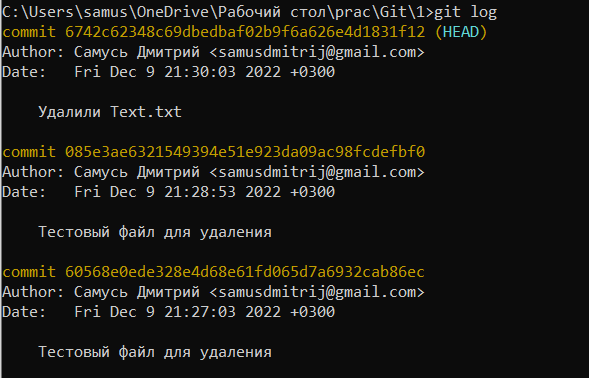 C:\Users\samus\OneDrive\Рабочий стол\prac\Git\1>git log
commit 6742c62348c69dbedbaf02b9f6a626e4d1831f12 (HEAD)
Author: Самусь Дмитрий <samusdmitrij@gmail.com>
Date:   Fri Dec 9 21:30:03 2022 +0300
Удалили Text.txt
commit 085e3ae6321549394e51e923da09ac98fcdefbf0
Author: Самусь Дмитрий <samusdmitrij@gmail.com>
Date:   Fri Dec 9 21:28:53 2022 +0300
Тестовый файл для удаления
commit 60568e0ede328e4d68e61fd065d7a6932cab86ec
Author: Самусь Дмитрий <samusdmitrij@gmail.com>
Date:   Fri Dec 9 21:27:03 2022 +0300
Тестовый файл для удаления